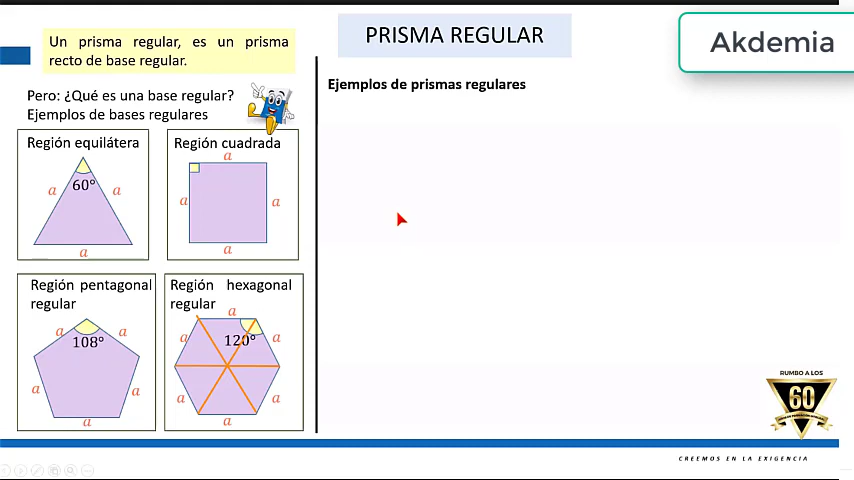 PRISMA REGULAR
Akdemia
Un prisma regular, es un prisma
recto de base regular.
Pero: ¿Qué es una base regular?
Ejemplos de bases regulares
Ejemplos de prismas regulares
Región equilátera
60°
a
a
a
Región cuadrada
a
a
a
a
Región pentagonal
regular
a
a
108°
a
a
a
Región hexagonal
regular
a
a
120°
a
a
a
a
RUMBO A LOS
60
CREEMOS EN LA EXIGENCIA